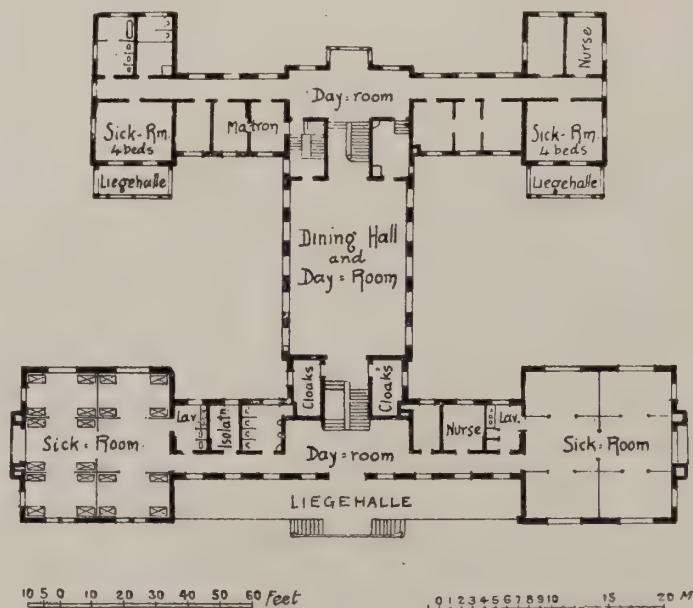 Nurse
Day=room
Sick-Rm.
4 beds
Matron
Sick-Rm.
4 beds
Liegehalle
Liegehalle
Dining Hall
and
Day=Room
Cloaks
Cloaks
Lav.
Isolatn.
Nurse
Lav.
Sick=Room
Day=room
Sick=Room
LIEGEHALLE
10 5 0 10 20 30 40 50 60 Feet
0 1 2 3 4 5 6 7 8 9 10 15 20 M